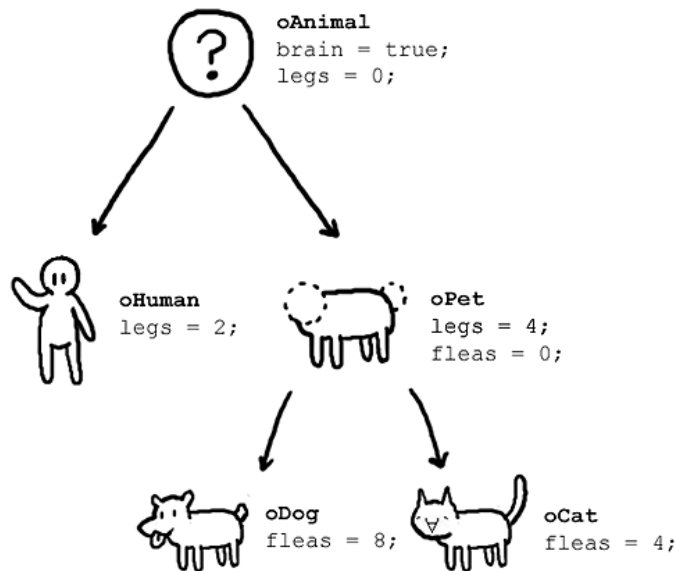 ?
oAnimal
brain = true;
legs = 0;
oHuman
legs = 2;
oPet
legs = 4;
fleas = 0;
oDog
fleas = 8;
oCat
fleas = 4;